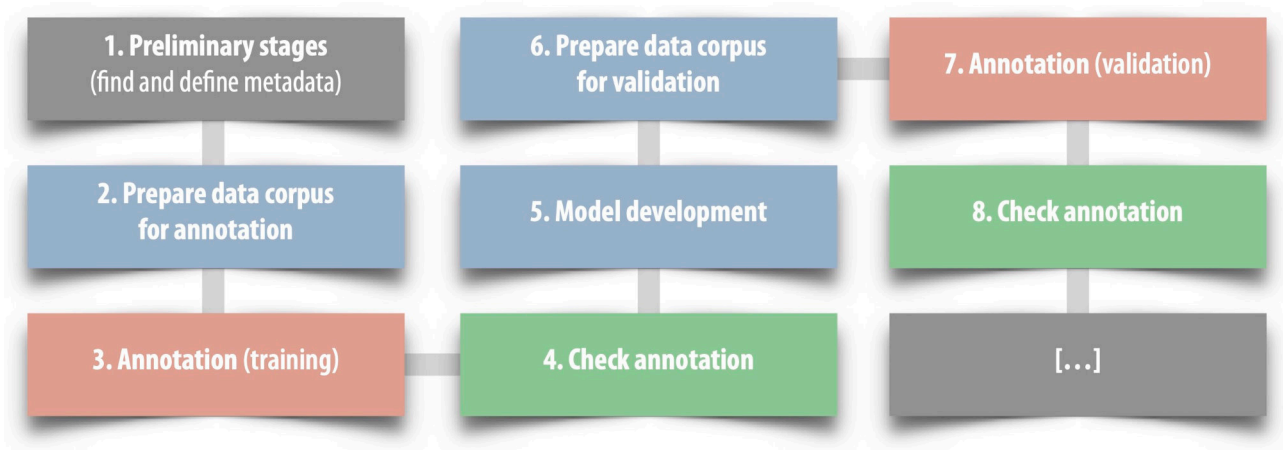 1. Preliminary stages
(find and define metadata)
2. Prepare data corpus
for annotation
3. Annotation (training)
4. Check annotation
5. Model development
6. Prepare data corpus
for validation
7. Annotation (validation)
8. Check annotation
[…]